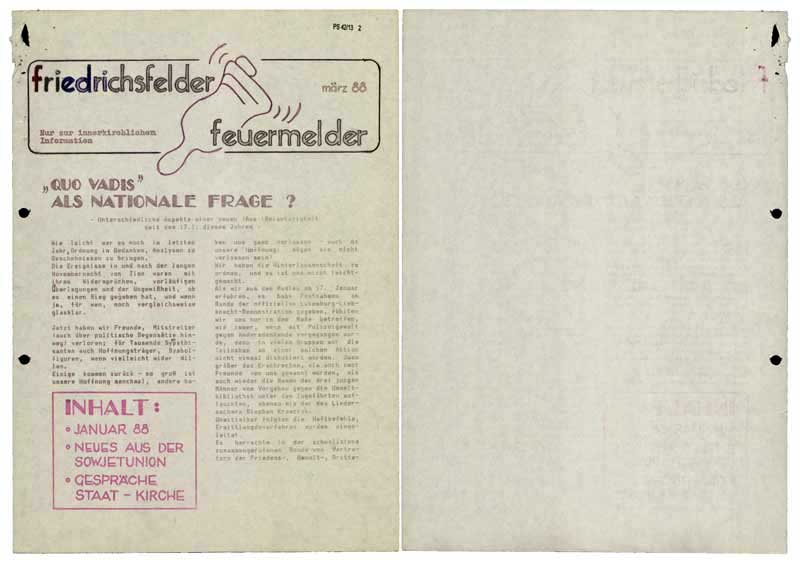 PS 42/13 2
friedrichsfelder
märz 88
feuermelder
Nur zur innerkirchlichen
Information
„QUO VADIS"
ALS NATIONALE FRAGE ?
- Unterschiedliche Aspekte einer neuen
seit dem 17.1. diesen Jahres -
Wie leicht war es noch im letzten
Jahr, Ordnung in Gedanken, Analysen zu
Geschehnissen zu bringen.
Die Ereignisse in und nach der langen
Novembernacht von Zion waren mit
ihren Widersprüchen, vorläufigen
Überlegungen und der Ungewißheit, ob
es einen Sieg gegeben hat, und wenn
ja, für wen, noch vergleichsweise
glasklar.
Jetzt haben wir Freunde, Mitstreiter
(auch über politische Gegensätze hin-
weg) verloren; für Tausende Sympathi-
santen auch Hoffnungsträger, Symbol-
figuren, wenn vielleicht wider Wil-
len.
Einige kommen zurück - so groß ist
unsere Hoffnung manchmal, andere ha-
ben uns ganz verlassen - auch da
unsere Hoffnung: mögen sie nicht
verlassen sein!
Wir haben die Hinterlassenschaft zu
ordnen, und es ist uns nicht leicht-
gemacht.
Als wir aus den Medien am 17. Januar
erfuhren, es habe Festnahmen am
Rande der offiziellen Luxemburg-Lieb-
knecht-Demonstration gegeben, fühlten
wir uns nur in dem Maße betroffen,
wie immer, wenn mit Polizeigewalt
gegen Andersdenkende vorgegangen wur-
de, denn in vielen Gruppen war die
Teilnahme an einer solchen Aktion
nicht einmal diskutiert worden. Umso
größer das Erschrecken, als auch zwei
Freunde von uns genannt wurden, als
auch wieder die Namen der drei jungen
Männer vom Vorgehen gegen die Umwelt-
bibliothek unter den Zugeführten auf-
tauchten, ebenso wie der des Lieder-
machers Stephan Krawczyk.
Unmittelbar folgten die Haftbefehle,
Ermittlungsverfahren wurden einge-
leitet.
Es herrschte in der schnellstens
zusammengerufenen Runde von Vertre-
tern der Friedens-, Umwelt-, Dritte-
INHALT:
• JANUAR 88
• NEUES AUS DER
SOWJETUNION
• GESPRÄCHE
STAAT – KIRCHE